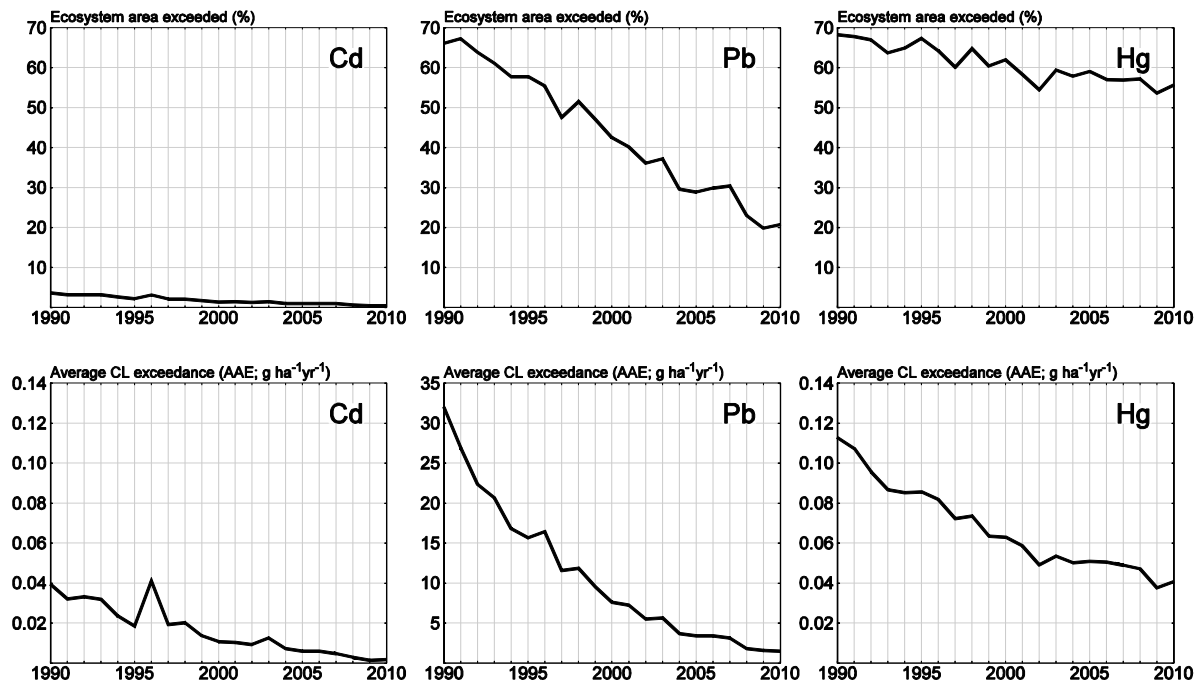 Ecosystem area exceeded (%)
Cd
70
60
50
40
30
20
10
1990 1995 2000 2005 2010
Ecosystem area exceeded (%)
Pb
70
60
50
40
30
20
10
1990 1995 2000 2005 2010
Ecosystem area exceeded (%)
Hg
70
60
50
40
30
20
10
1990 1995 2000 2005 2010
Average CL exceedance (AAE; g ha⁻¹yr⁻¹)
Cd
0.14
0.12
0.10
0.08
0.06
0.04
0.02
1990 1995 2000 2005 2010
Average CL exceedance (AAE; g ha⁻¹yr⁻¹)
Pb
35
30
25
20
15
10
5
1990 1995 2000 2005 2010
Average CL exceedance (AAE; g ha⁻¹yr⁻¹)
Hg
0.14
0.12
0.10
0.08
0.06
0.04
0.02
1990 1995 2000 2005 2010